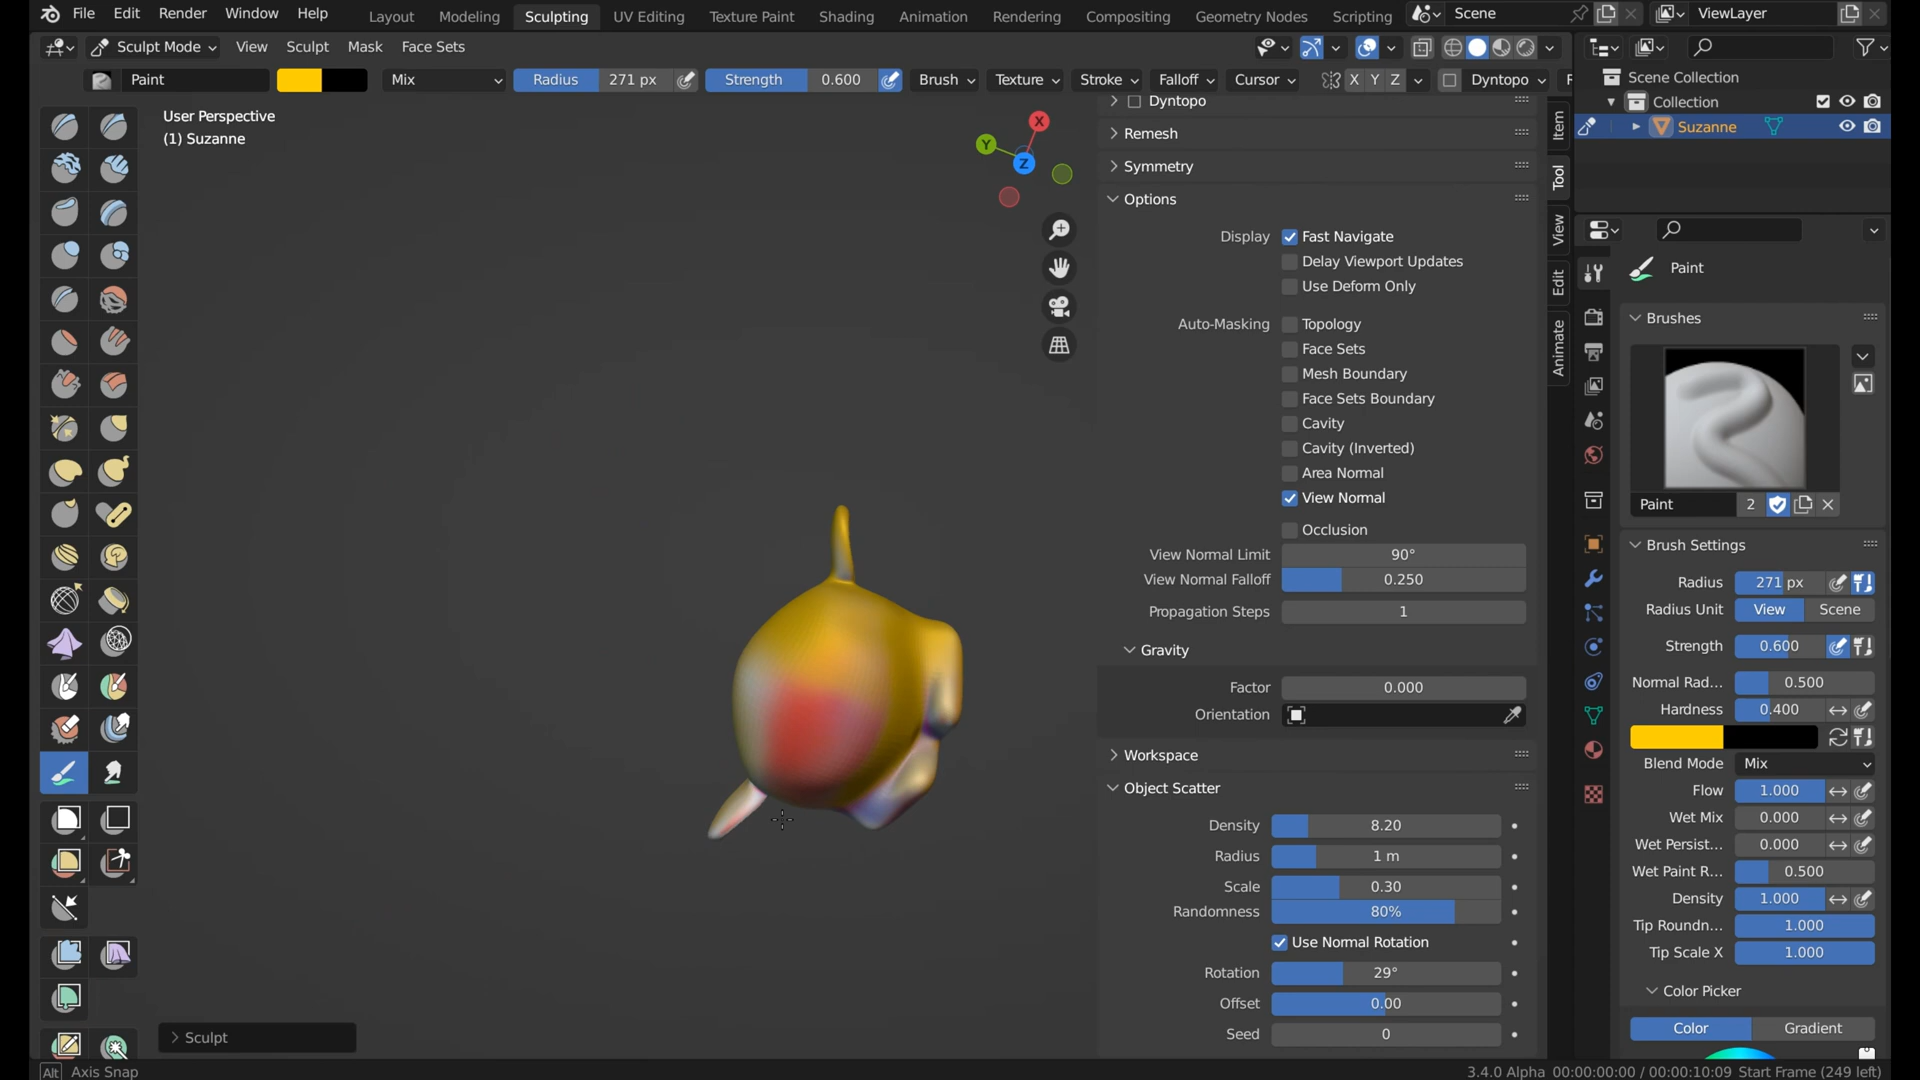 File Edit Render Window Help Layout Modeling Sculpting UV Editing Texture Paint Shading Animation Rendering Compositing Geometry Nodes Scripting Scene ViewLayer
Sculpt Mode View Sculpt Mask Face Sets
Paint Mix Radius 271 px Strength 0.600 Brush Texture Stroke Falloff Cursor X Y Z Dyntopo
User Perspective
(1) Suzanne
X
Y
Z
Dyntopo
Remesh
Symmetry
Options
Display Fast Navigate
Delay Viewport Updates
Use Deform Only
Auto-Masking Topology
Face Sets
Mesh Boundary
Face Sets Boundary
Cavity
Cavity (Inverted)
Area Normal
View Normal
Occlusion
View Normal Limit 90°
View Normal Falloff 0.250
Propagation Steps 1
Gravity
Factor 0.000
Orientation
Workspace
Object Scatter
Density 8.20
Radius 1 m
Scale 0.30
Randomness 80%
Use Normal Rotation
Rotation 29°
Offset 0.00
Seed 0
Item
Tool
View
Edit
Animate
Scene Collection
Collection
Suzanne
Paint
Brushes
Paint 2
Brush Settings
Radius 271 px
Radius Unit View Scene
Strength 0.600
Normal Rad... 0.500
Hardness 0.400
Blend Mode Mix
Flow 1.000
Wet Mix 0.000
Wet Persist... 0.000
Wet Paint R... 0.500
Density 1.000
Tip Roundn... 1.000
Tip Scale X 1.000
Color Picker
Color Gradient
Sculpt
Alt Axis Snap
3.4.0 Alpha 00:00:00:00 / 00:00:10:09 Start Frame (249 left)